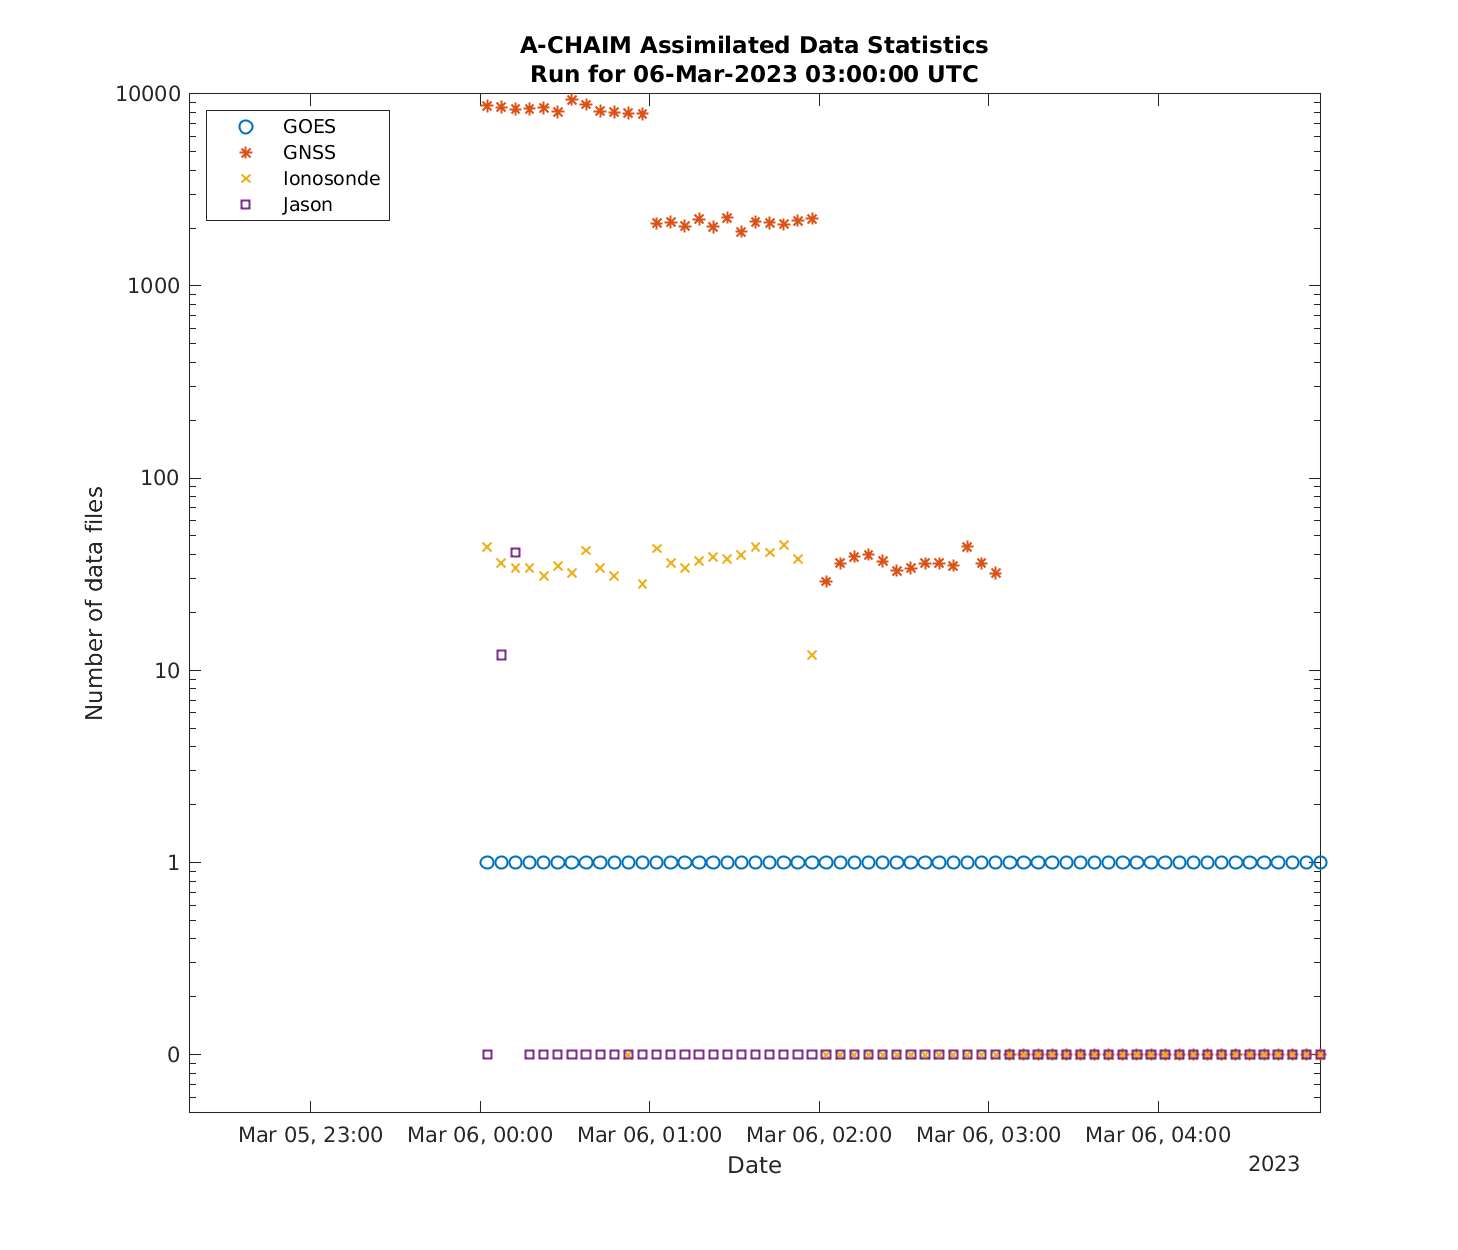 A-CHAIM Assimilated Data Statistics
Run for 06-Mar-2023 03:00:00 UTC
10000
GOES
GNSS
Ionosonde
Jason
1000
100
Number of data files
10
1
0
Mar 05, 23:00 Mar 06, 00:00 Mar 06, 01:00 Mar 06, 02:00 Mar 06, 03:00 Mar 06, 04:00
Date
2023